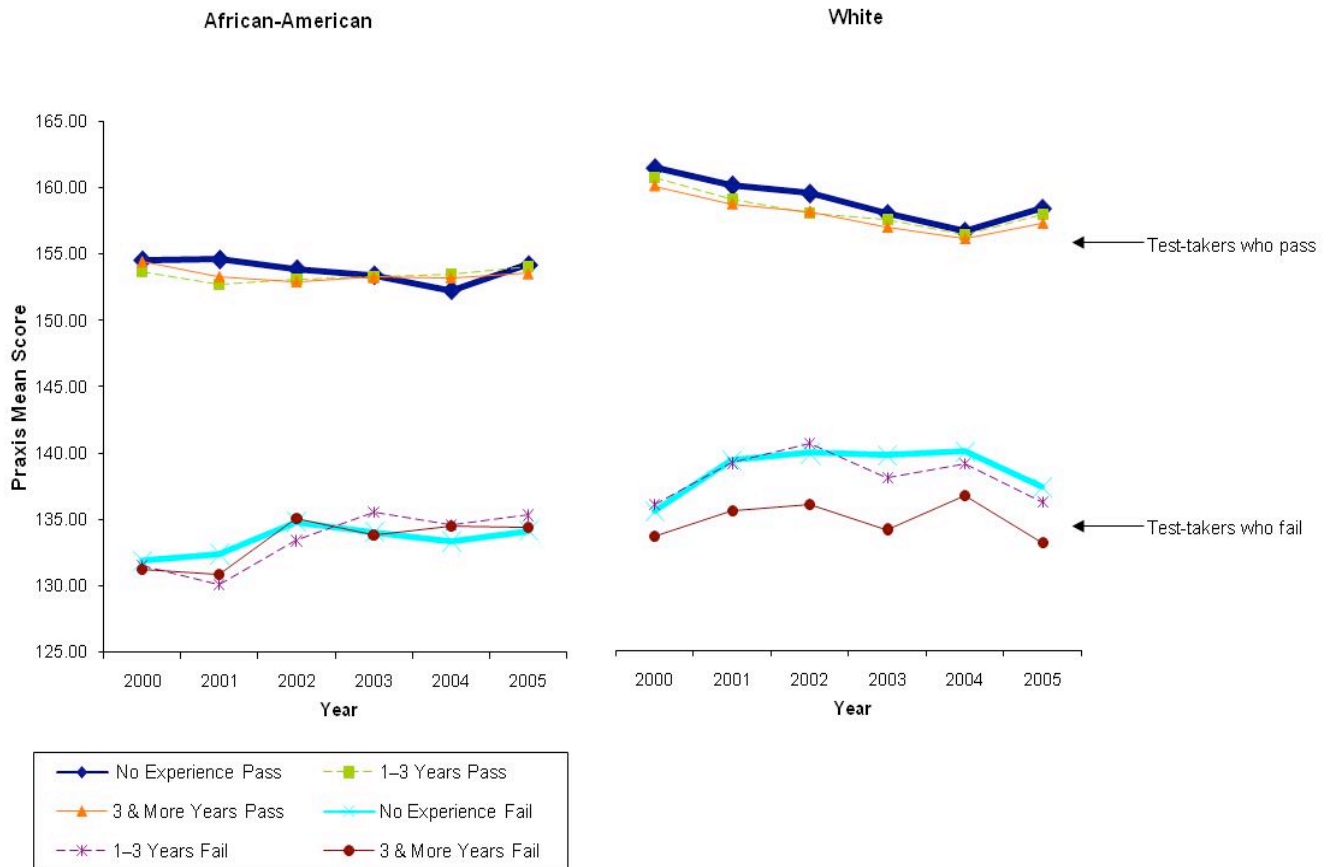 African-American
White
165.00
160.00
155.00
150.00
145.00
140.00
135.00
130.00
125.00
Praxis Mean Score
Test-takers who pass
Test-takers who fail
2000 2001 2002 2003 2004 2005
Year
2000 2001 2002 2003 2004 2005
Year
No Experience Pass
1–3 Years Pass
3 & More Years Pass
No Experience Fail
1–3 Years Fail
3 & More Years Fail